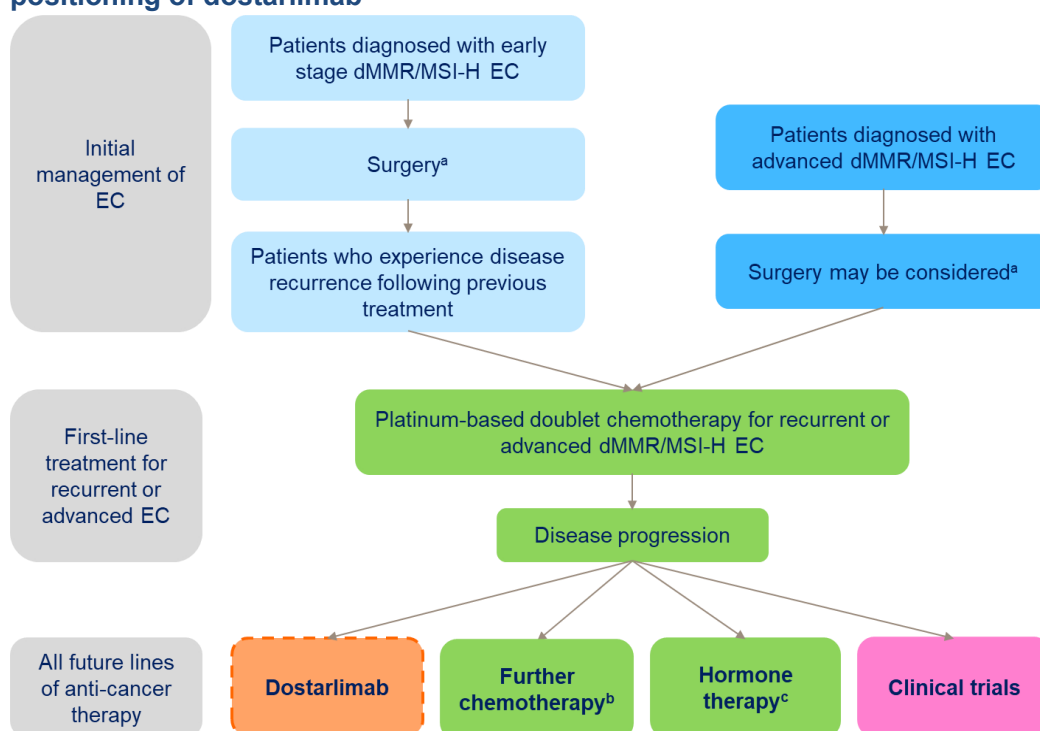 positioning of dostarlimab
Initial
management of
EC
Patients diagnosed with early
stage dMMR/MSI-H EC
Surgeryᵃ
Patients who experience disease
recurrence following previous
treatment
Patients diagnosed with
advanced dMMR/MSI-H EC
Surgery may be consideredᵃ
First-line
treatment for
recurrent or
advanced EC
Platinum-based doublet chemotherapy for recurrent or
advanced dMMR/MSI-H EC
Disease progression
All future lines
of anti-cancer
therapy
Dostarlimab
Further
chemotherapyᵇ
Hormone
therapyᶜ
Clinical trials